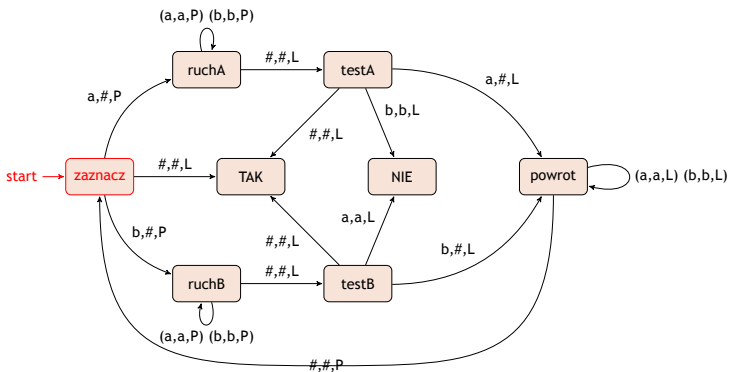 (a,a,P) (b,b,P)
ruchA
#,#,L
testA
a,#,P
a,#,L
b,b,L
#,#,L
start
zaznacz
#,#,L
TAK
NIE
powrot
(a,a,L) (b,b,L)
b,#,P
a,a,L
#,#,L
b,#,L
ruchB
#,#,L
testB
(a,a,P) (b,b,P)
#,#,P